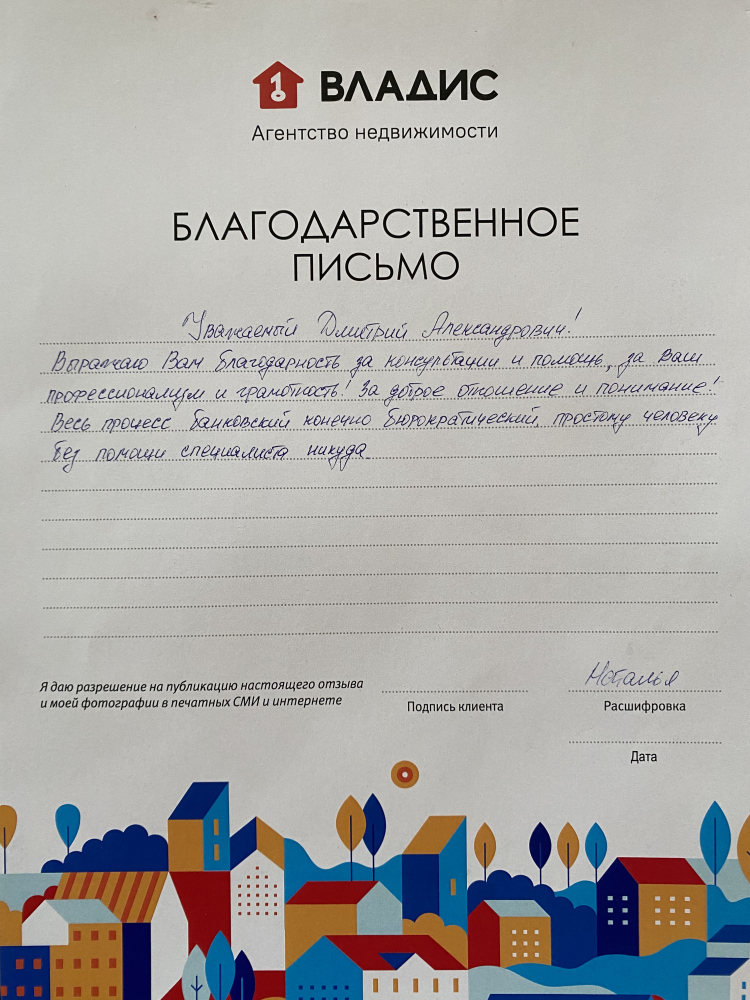 ВЛАДИС
Агентство недвижимости
БЛАГОДАРСТВЕННОЕ
ПИСЬМО
Уважаемый Дмитрий Александрович!
Выражаю Вам благодарность за консультации и помощь, за Ваш
профессионализм и грамотность! За доброе отношение и понимание!
Весь процесс банковский конечно бюрократический, простому человеку
без помощи специалиста никуда.
Наталья
Я даю разрешение на публикацию настоящего отзыва
и моей фотографии в печатных СМИ и интернете
Подпись клиента
Расшифровка
Дата